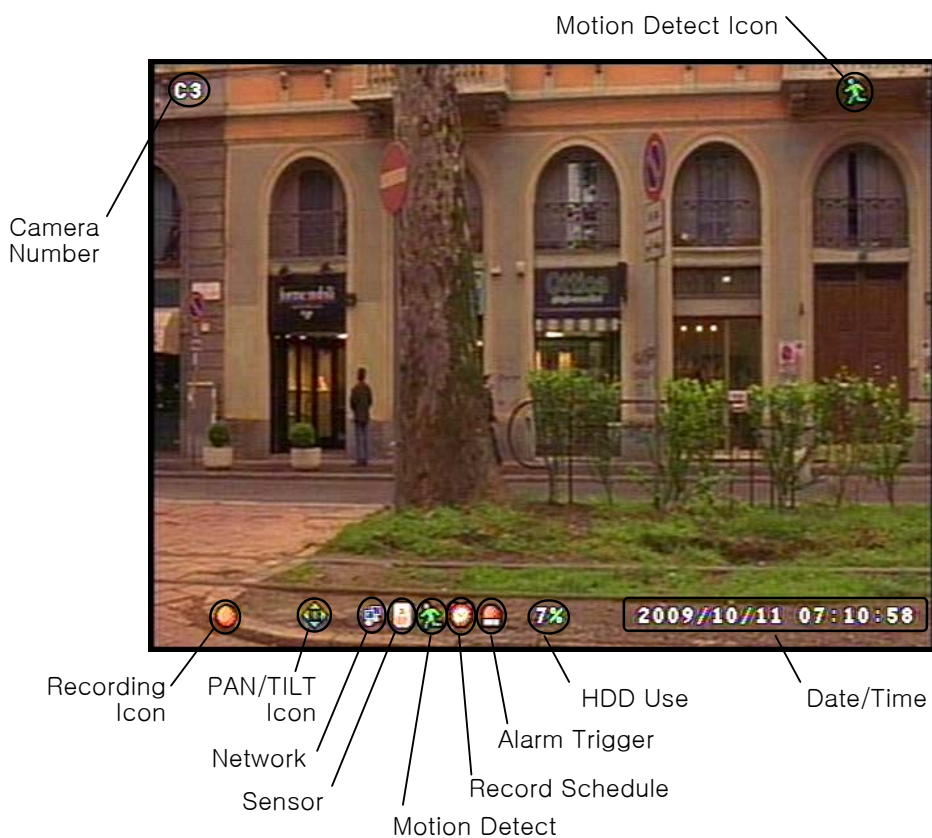 Motion Detect Icon
C3
Camera
Number
Ottica
7%
2009/10/11 07:10:58
Recording
Icon
PAN/TILT
Icon
HDD Use
Date/Time
Alarm Trigger
Network
Record Schedule
Sensor
Motion Detect